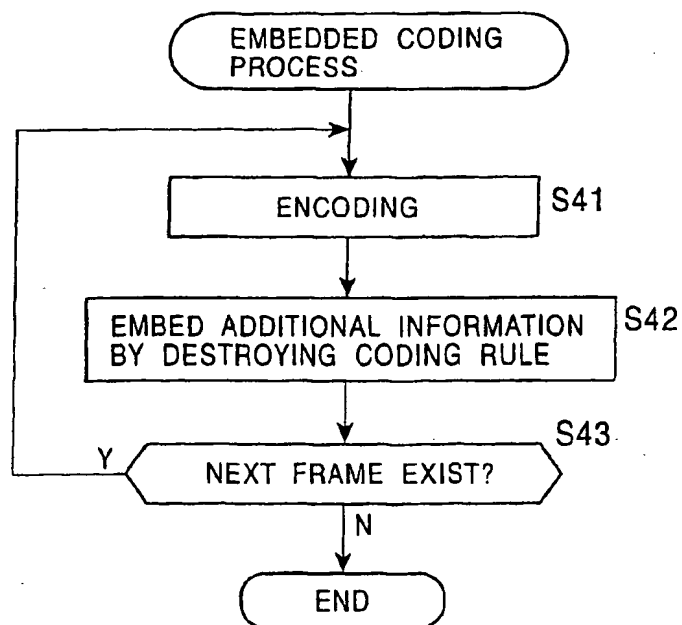 EMBEDDED CODING
PROCESS
ENCODING
S41
EMBED ADDITIONAL INFORMATION
BY DESTROYING CODING RULE
S42
S43
Y
NEXT FRAME EXIST?
N
END